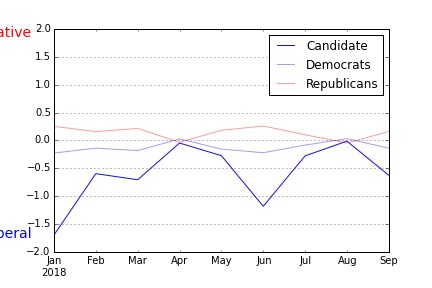 ative
2.0
1.5
1.0
0.5
0.0
−0.5
−1.0
−1.5
−2.0
beral
Candidate
Democrats
Republicans
Jan Feb Mar Apr May Jun Jul Aug Sep
2018